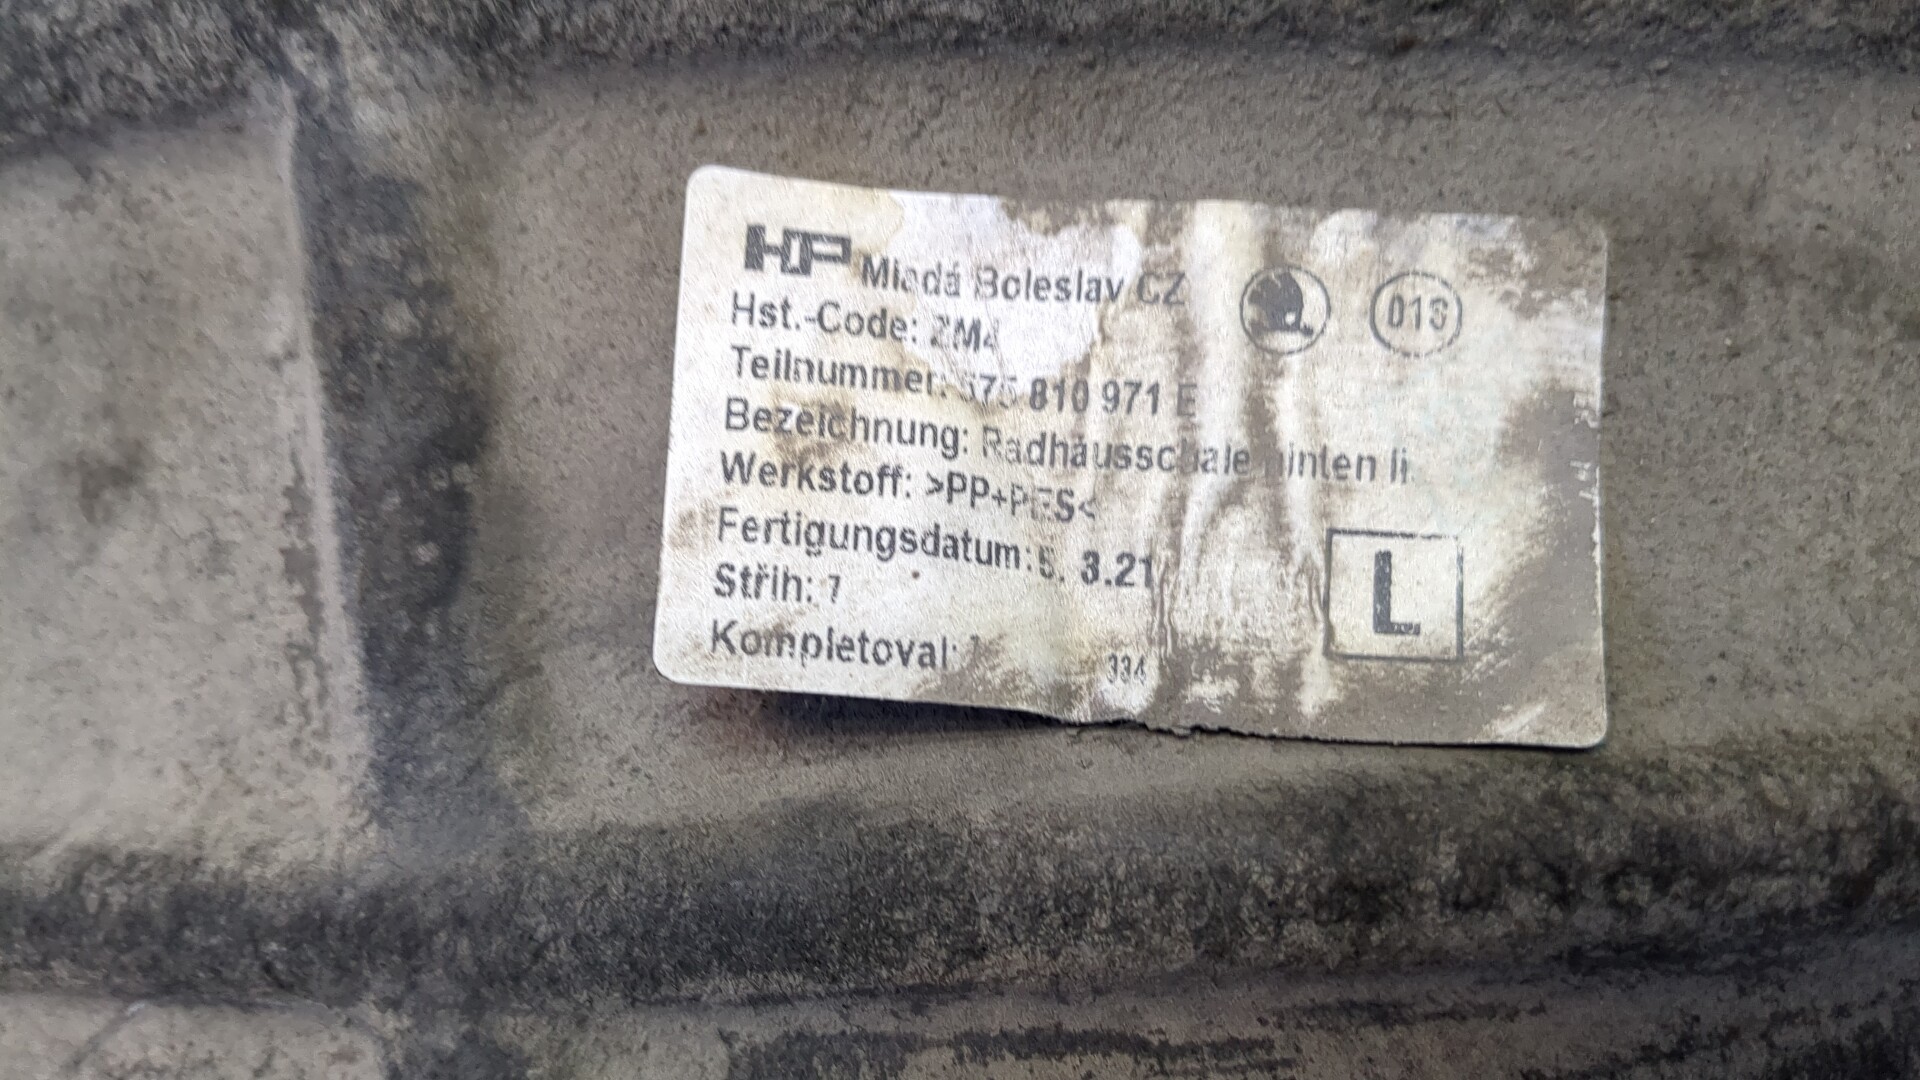 HP Mladá Boleslav CZ 013
Hst.-Code: ZM4
Teilnummer: 575 810 971 E
Bezeichnung: Radhausschale hinten li.
Werkstoff: >PP+PES<
Fertigungsdatum: 5. 3.21
Střih: 7
Kompletoval:
334
L